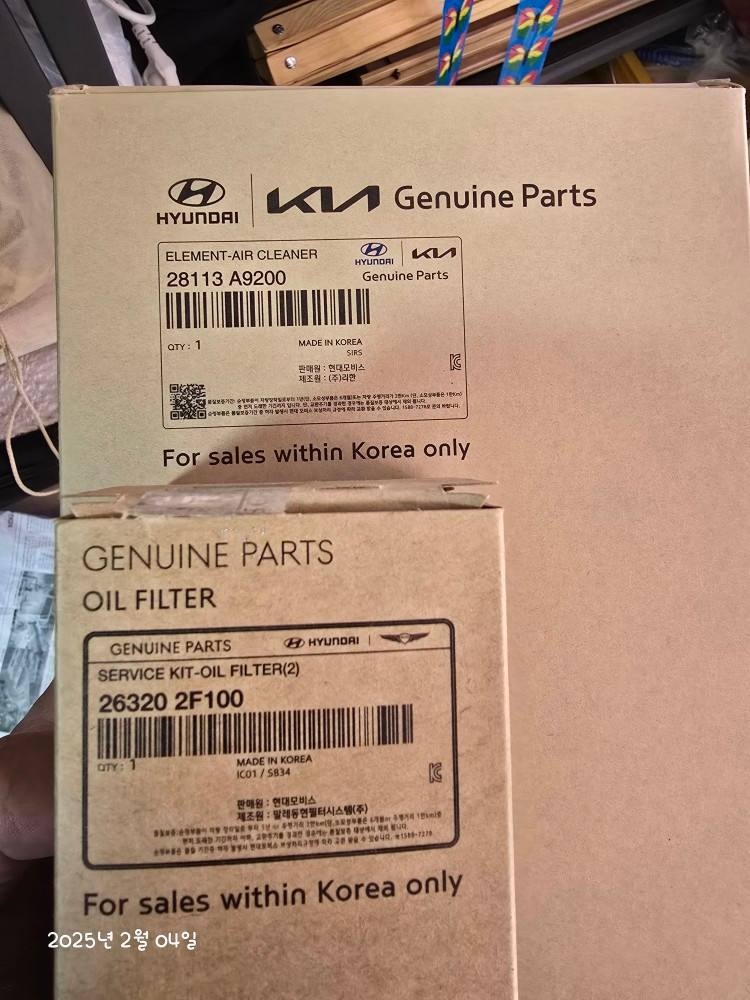 HYUNDAI KIA Genuine Parts
ELEMENT-AIR CLEANER HYUNDAI KIA
28113 A9200 Genuine Parts
QTY : 1 MADE IN KOREA
SIRS
판매원 : 현대모비스
제조원 : (주)리한
For sales within Korea only
GENUINE PARTS
OIL FILTER
GENUINE PARTS HYUNDAI
SERVICE KIT-OIL FILTER(2)
26320 2F100
QTY : 1 MADE IN KOREA
IC01 / SB34
판매원 : 현대모비스
제조원 : 말레동현필터시스템(주)
For sales within Korea only
2025년 2월 04일